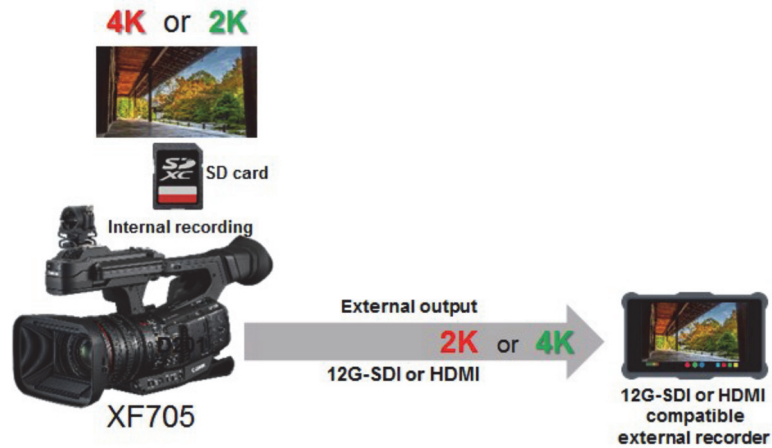 4K or 2K
SD
XC
SD card
Internal recording
External output
2K or 4K
12G-SDI or HDMI
Canon
XF705
12G-SDI or HDMI
compatible
external recorder